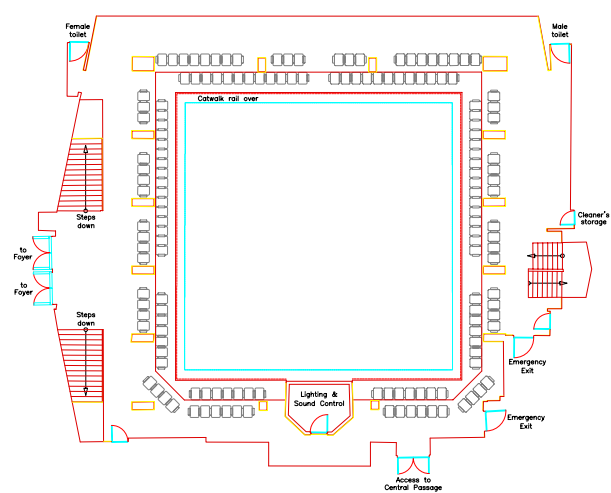 Female
toilet
Male
toilet
Catwalk rail over
Steps
down
Cleaner's
storage
to
Foyer
to
Foyer
Steps
down
Emergency
Exit
Lighting &
Sound Control
Emergency
Exit
Access to
Central Passage